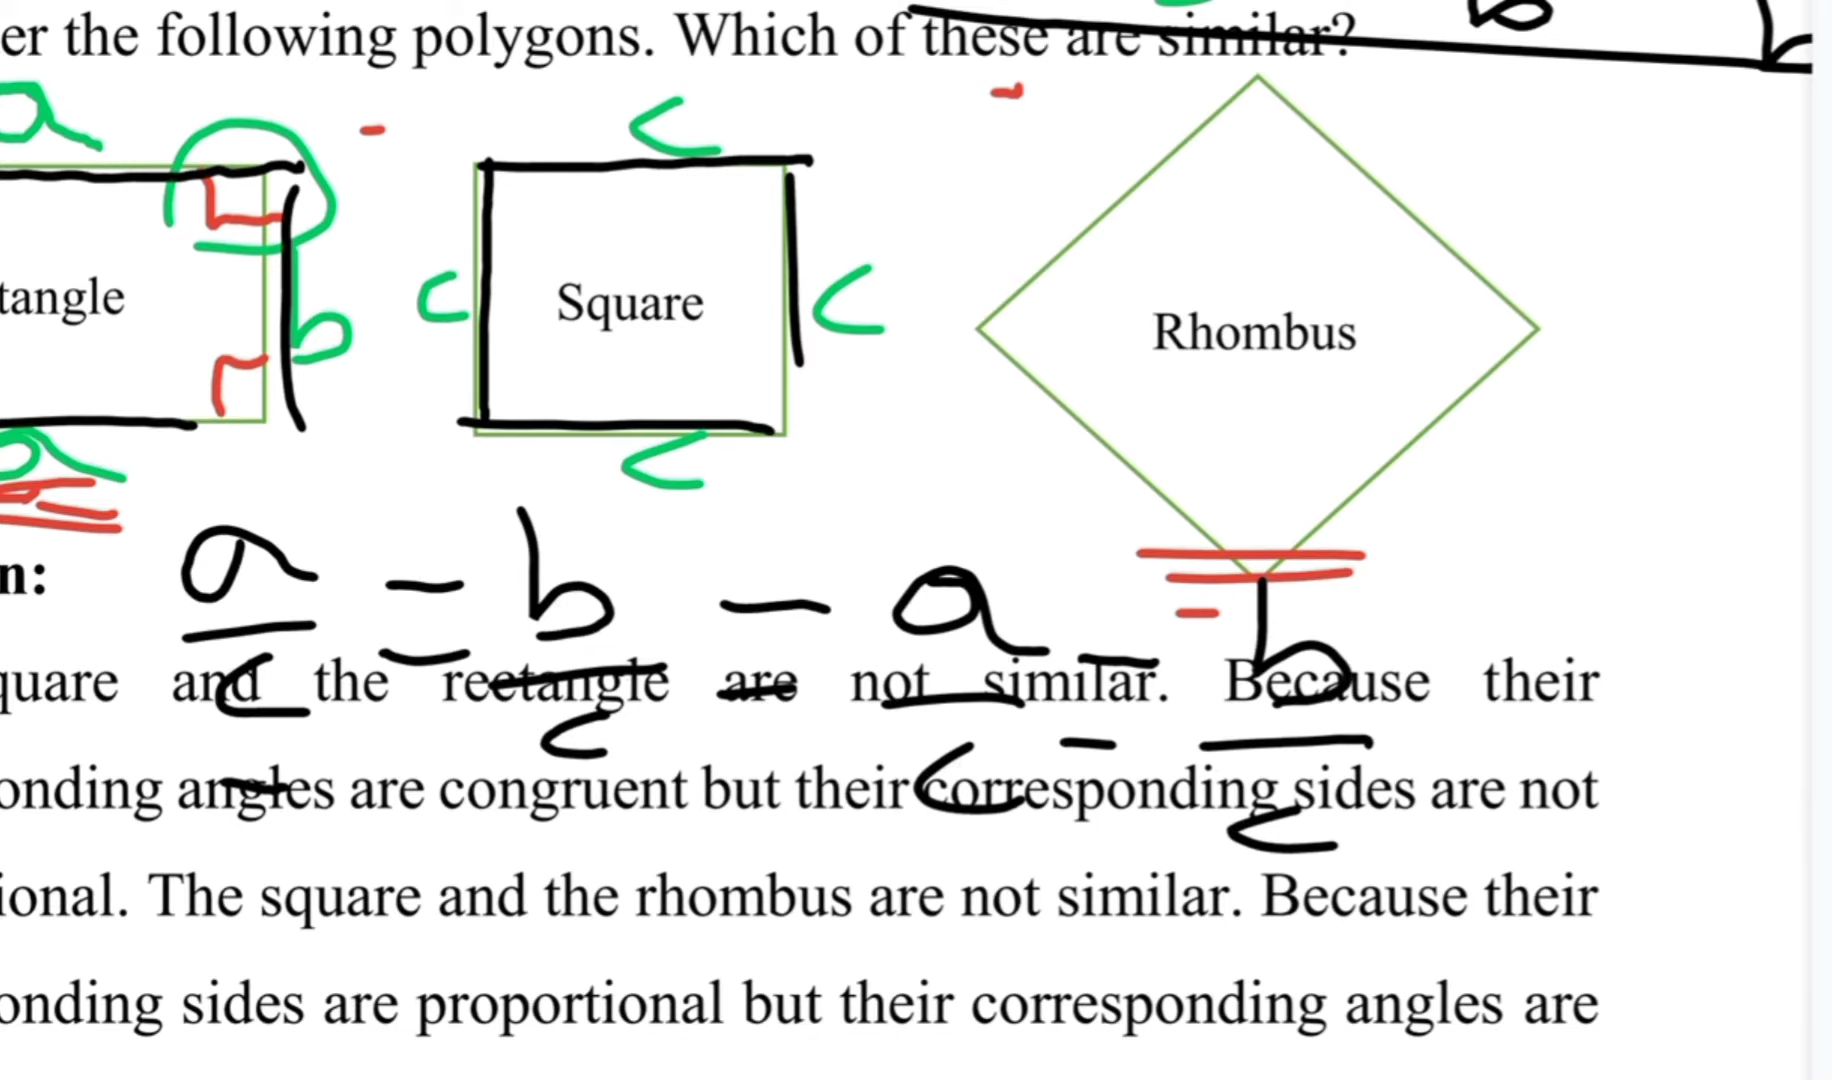 er the following polygons. Which of these are similar?
b
a
c
tangle
b
c
Square
c
Rhombus
a
c
n:
a = b = a = b
c c c c
quare and the rectangle are not similar. Because their
onding angles are congruent but their corresponding sides are not
ional. The square and the rhombus are not similar. Because their
onding sides are proportional but their corresponding angles are